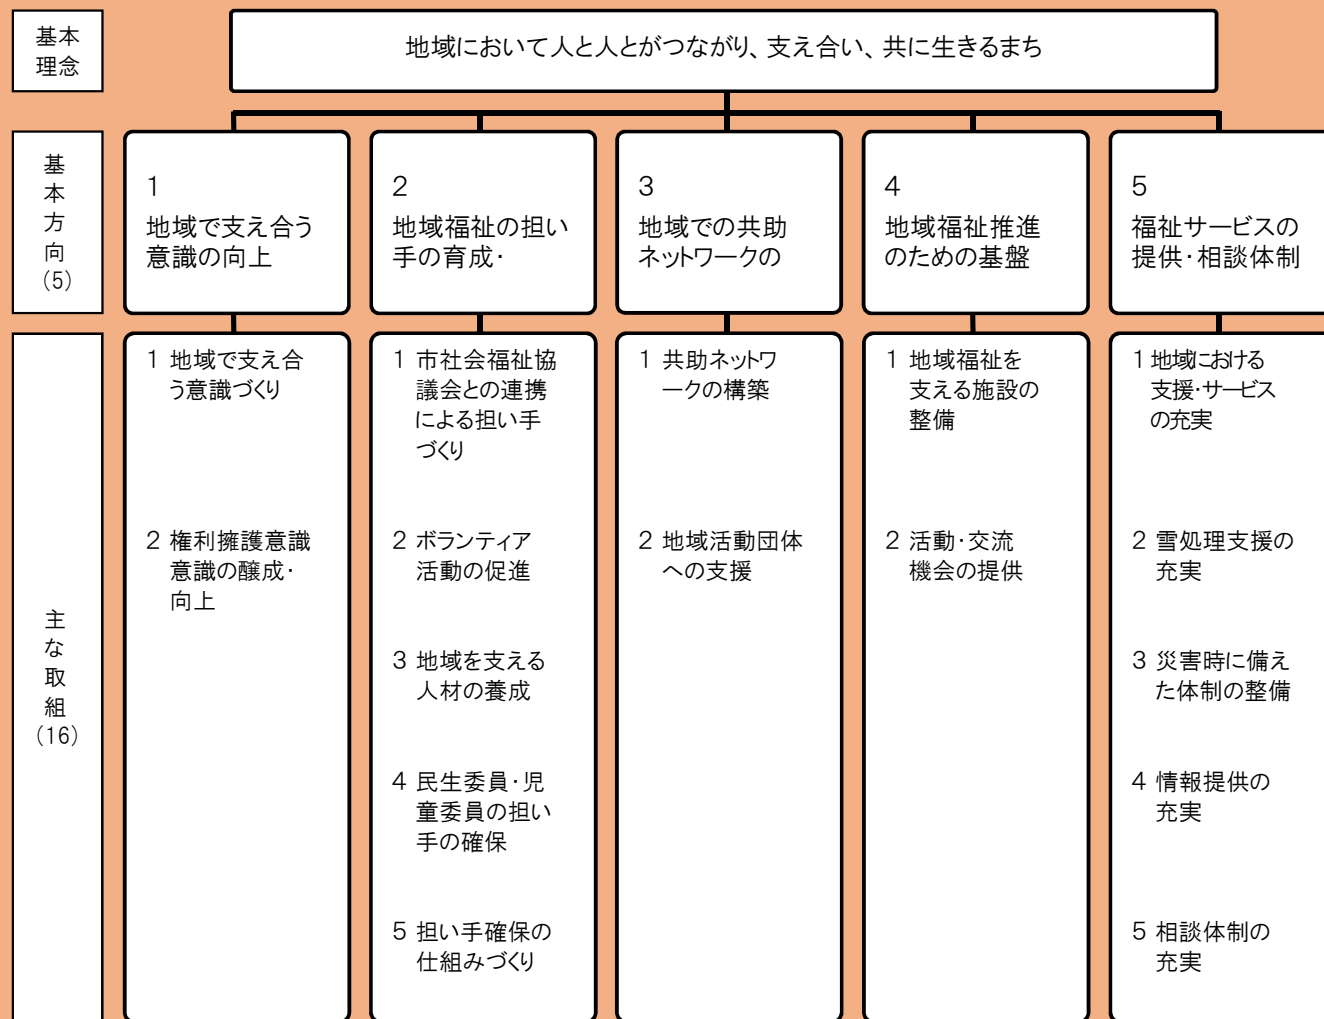 基本
理念
地域において人と人とがつながり、支え合い、共に生きるまち
基
本
方
向
(5)
1
地域で支え合う
意識の向上
2
地域福祉の担い
手の育成・
3
地域での共助
ネットワークの
4
地域福祉推進
のための基盤
5
福祉サービスの
提供・相談体制
主
な
取
組
(16)
1 地域で支え合
う意識づくり
2 権利擁護意識
意識の醸成・
向上
1 市社会福祉協
議会との連携
による担い手
づくり
2 ボランティア
活動の促進
3 地域を支える
人材の養成
4 民生委員・児
童委員の担い
手の確保
5 担い手確保の
仕組みづくり
1 共助ネットワ
ークの構築
2 地域活動団体
への支援
1 地域福祉を
支える施設の
整備
2 活動・交流
機会の提供
1 地域における
支援・サービス
の充実
2 雪処理支援の
充実
3 災害時に備え
た体制の整備
4 情報提供の
充実
5 相談体制の
充実